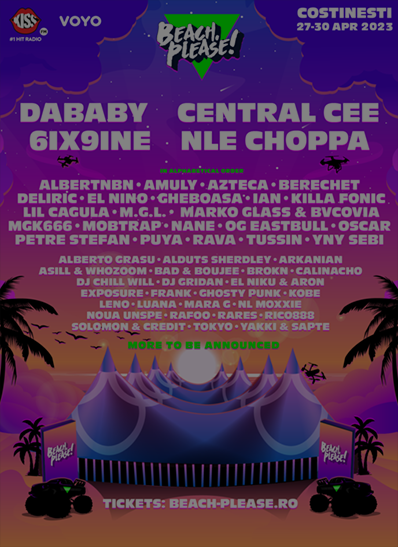 KISS FM
#1 HIT RADIO
VOYO
BEACH,
PLEASE!
COSTINESTI
27-30 APR 2023
DABABY CENTRAL CEE
6IX9INE NLE CHOPPA
IN ALPHABETICAL ORDER
ALBERTNBN • AMULY • AZTECA • BERECHET
DELIRIC • EL NINO • GHEBOASA' • IAN • KILLA FONIC
LIL CAGULA • M.G.L. • MARKO GLASS & BVCOVIA
MGK666 • MOBTRAP • NANE • OG EASTBULL • OSCAR
PETRE STEFAN • PUYA • RAVA • TUSSIN • YNY SEBI
ALBERTO GRASU • ALDUTS SHERDLEY • ARKANIAN
ASILL & WHOZOOM • BAD & BOUJEE • BROKN • CALINACHO
DJ CHILL WILL • DJ GRIDAN • EL NIKU & ARON
EXPOSURE • FRANK • GHOSTY PUNK • KOBE
LENO • LUANA • MARA G • NL MOXXIE
NOUA UNSPE • RAFOO • RARES • RICO888
SOLOMON & CREDIT • TOKYO • YAKKI & SAPTE
MORE TO BE ANNOUNCED
BEACH,
PLEASE!
BEACH,
PLEASE!
TICKETS: BEACH-PLEASE.RO